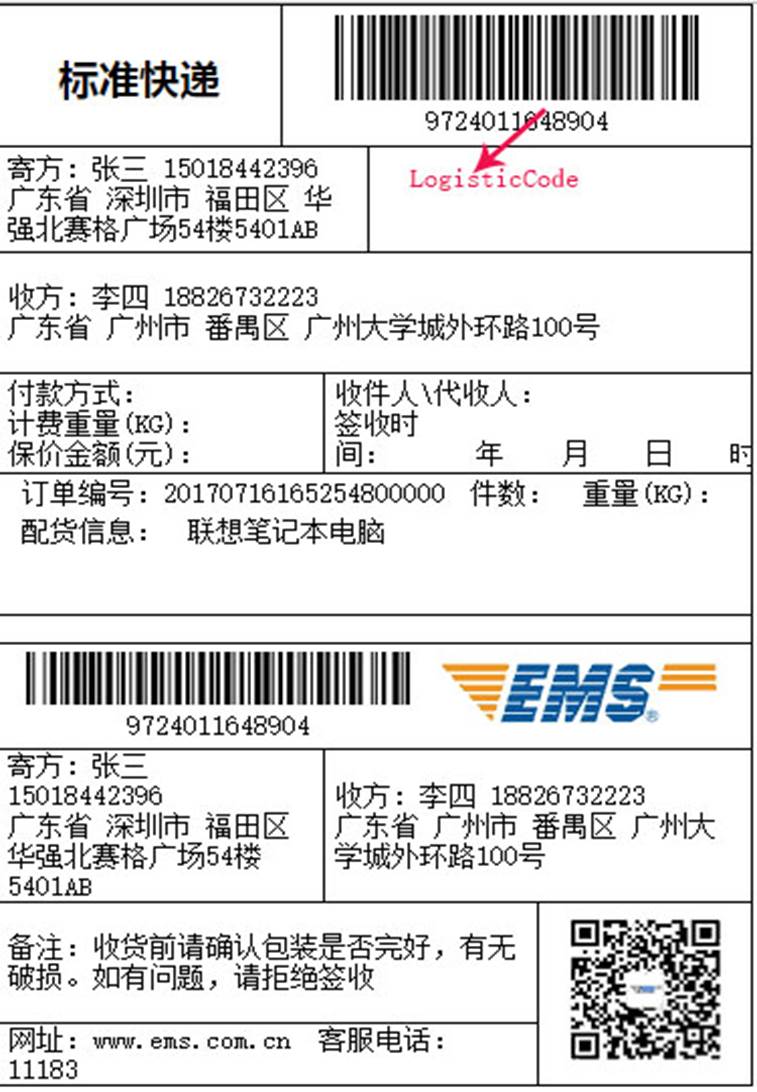 标准快递
9724011648904
寄方：张三 15018442396
广东省 深圳市 福田区 华
强北赛格广场54楼5401AB
LogisticCode
收方：李四 18826732223
广东省 广州市 番禺区 广州大学城外环路100号
付款方式：
计费重量(KG)：
保价金额(元)：
收件人\代收人：
签收时
间： 年 月 日 时
订单编号：20170716165254800000 件数： 重量(KG)：
配货信息： 联想笔记本电脑
9724011648904
EMS®
寄方：张三
15018442396
广东省 深圳市 福田区
华强北赛格广场54楼
5401AB
收方：李四 18826732223
广东省 广州市 番禺区 广州大
学城外环路100号
备注：收货前请确认包装是否完好，有无
破损。如有问题，请拒绝签收
网址：www.ems.com.cn 客服电话：
11183